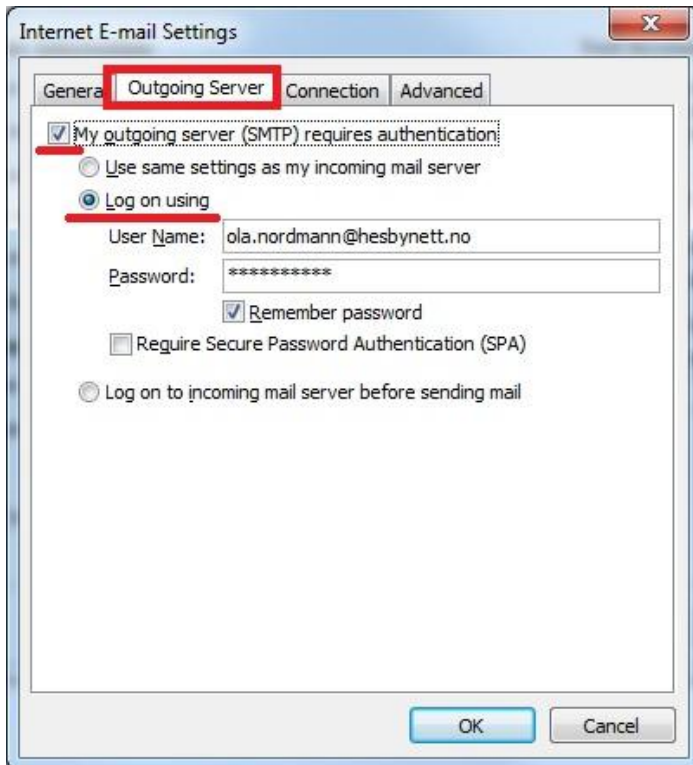 Internet E-mail Settings
General Outgoing Server Connection Advanced
My outgoing server (SMTP) requires authentication
Use same settings as my incoming mail server
Log on using
User Name: ola.nordmann@hesbynett.no
Password: **********
Remember password
Require Secure Password Authentication (SPA)
Log on to incoming mail server before sending mail
OK Cancel